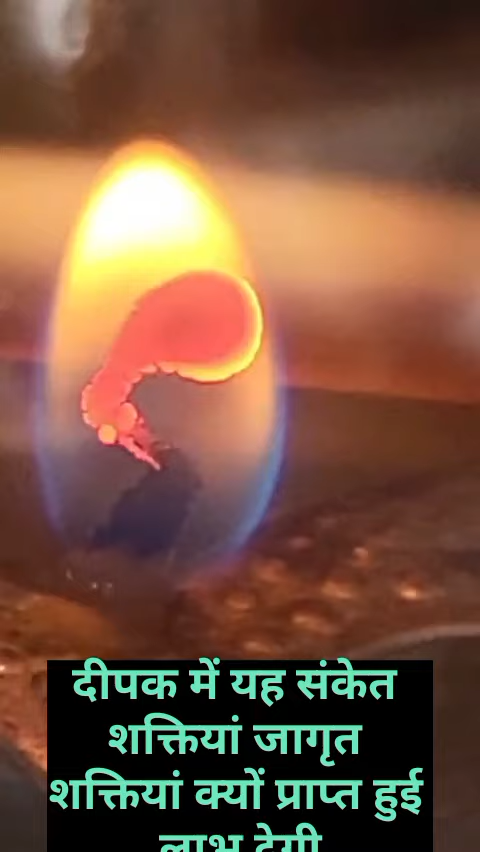 दीपक में यह संकेत
शक्तियां जागृत
शक्तियां क्यों प्राप्त हुई
लाभ देगी